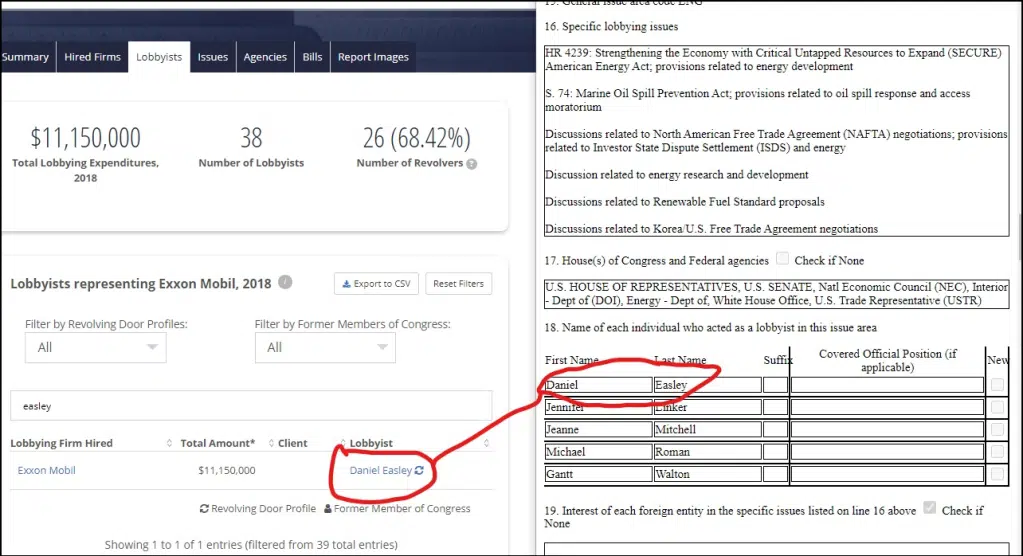 Summary
Hired Firms
Lobbyists
Issues
Agencies
Bills
Report Images
$11,150,000
Total Lobbying Expenditures,
2018
38
Number of Lobbyists
26 (68.42%)
Number of Revolvers ?
Lobbyists representing Exxon Mobil, 2018 i
Export to CSV
Reset Filters
Filter by Revolving Door Profiles:
All
Filter by Former Members of Congress:
All
easley
Lobbying Firm Hired Total Amount* Client Lobbyist
Exxon Mobil $11,150,000 Daniel Easley
Revolving Door Profile Former Member of Congress
Showing 1 to 1 of 1 entries (filtered from 39 total entries)
15. General issue area code ENG
16. Specific lobbying issues
HR 4239: Strengthening the Economy with Critical Untapped Resources to Expand (SECURE)
American Energy Act; provisions related to energy development
S. 74: Marine Oil Spill Prevention Act; provisions related to oil spill response and access
moratorium
Discussions related to North American Free Trade Agreement (NAFTA) negotiations; provisions
related to Investor State Dispute Settlement (ISDS) and energy
Discussion related to energy research and development
Discussions related to Renewable Fuel Standard proposals
Discussions related to Korea/U.S. Free Trade Agreement negotiations
17. House(s) of Congress and Federal agencies Check if None
U.S. HOUSE OF REPRESENTATIVES, U.S. SENATE, Natl Economic Council (NEC), Interior
- Dept of (DOI), Energy - Dept of, White House Office, U.S. Trade Representative (USTR)
18. Name of each individual who acted as a lobbyist in this issue area
First Name Last Name Suffix Covered Official Position (if
applicable) New
Daniel Easley
Jennifer Linker
Jeanne Mitchell
Michael Roman
Gantt Walton
19. Interest of each foreign entity in the specific issues listed on line 16 above Check if
None